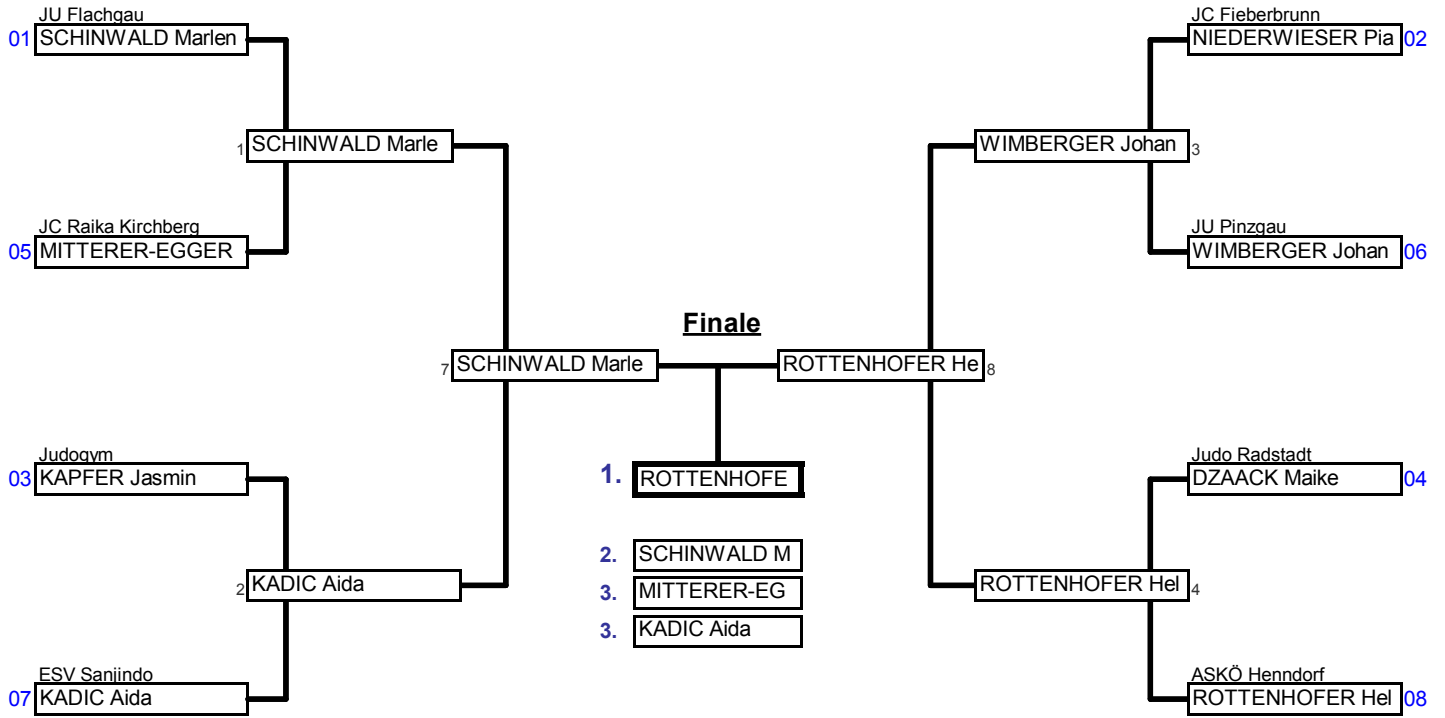 JU Flachgau
01 SCHINWALD Marlen
JC Fieberbrunn
NIEDERWIESER Pia 02
1 SCHINWALD Marle
WIMBERGER Johan 3
JC Raika Kirchberg
05 MITTERER-EGGER
JU Pinzgau
WIMBERGER Johan 06
Finale
7 SCHINWALD Marle
ROTTENHOFER He 8
Judogym
03 KAPFER Jasmin
1. ROTTENHOFE
Judo Radstadt
DZAACK Maike 04
2. SCHINWALD M
3. MITTERER-EG
3. KADIC Aida
2 KADIC Aida
ROTTENHOFER Hel 4
ESV Sanjindo
07 KADIC Aida
ASKÖ Henndorf
ROTTENHOFER Hel 08